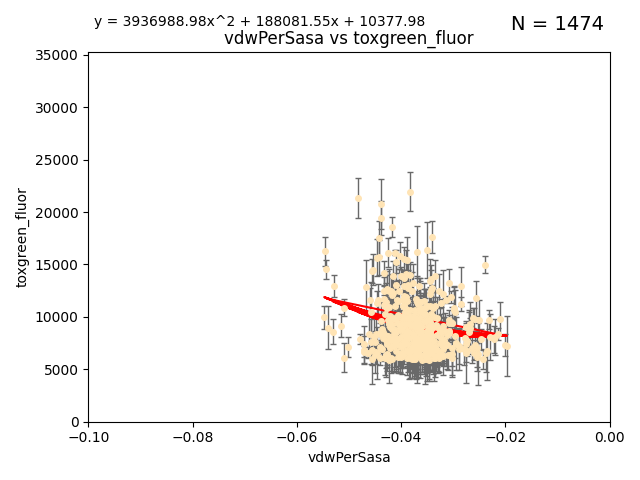 y = 3936988.98x^2 + 188081.55x + 10377.98
N = 1474
vdwPerSasa vs toxgreen_fluor
35000
30000
25000
20000
15000
10000
5000
0
toxgreen_fluor
−0.10
−0.08
−0.06
−0.04
−0.02
0.00
vdwPerSasa